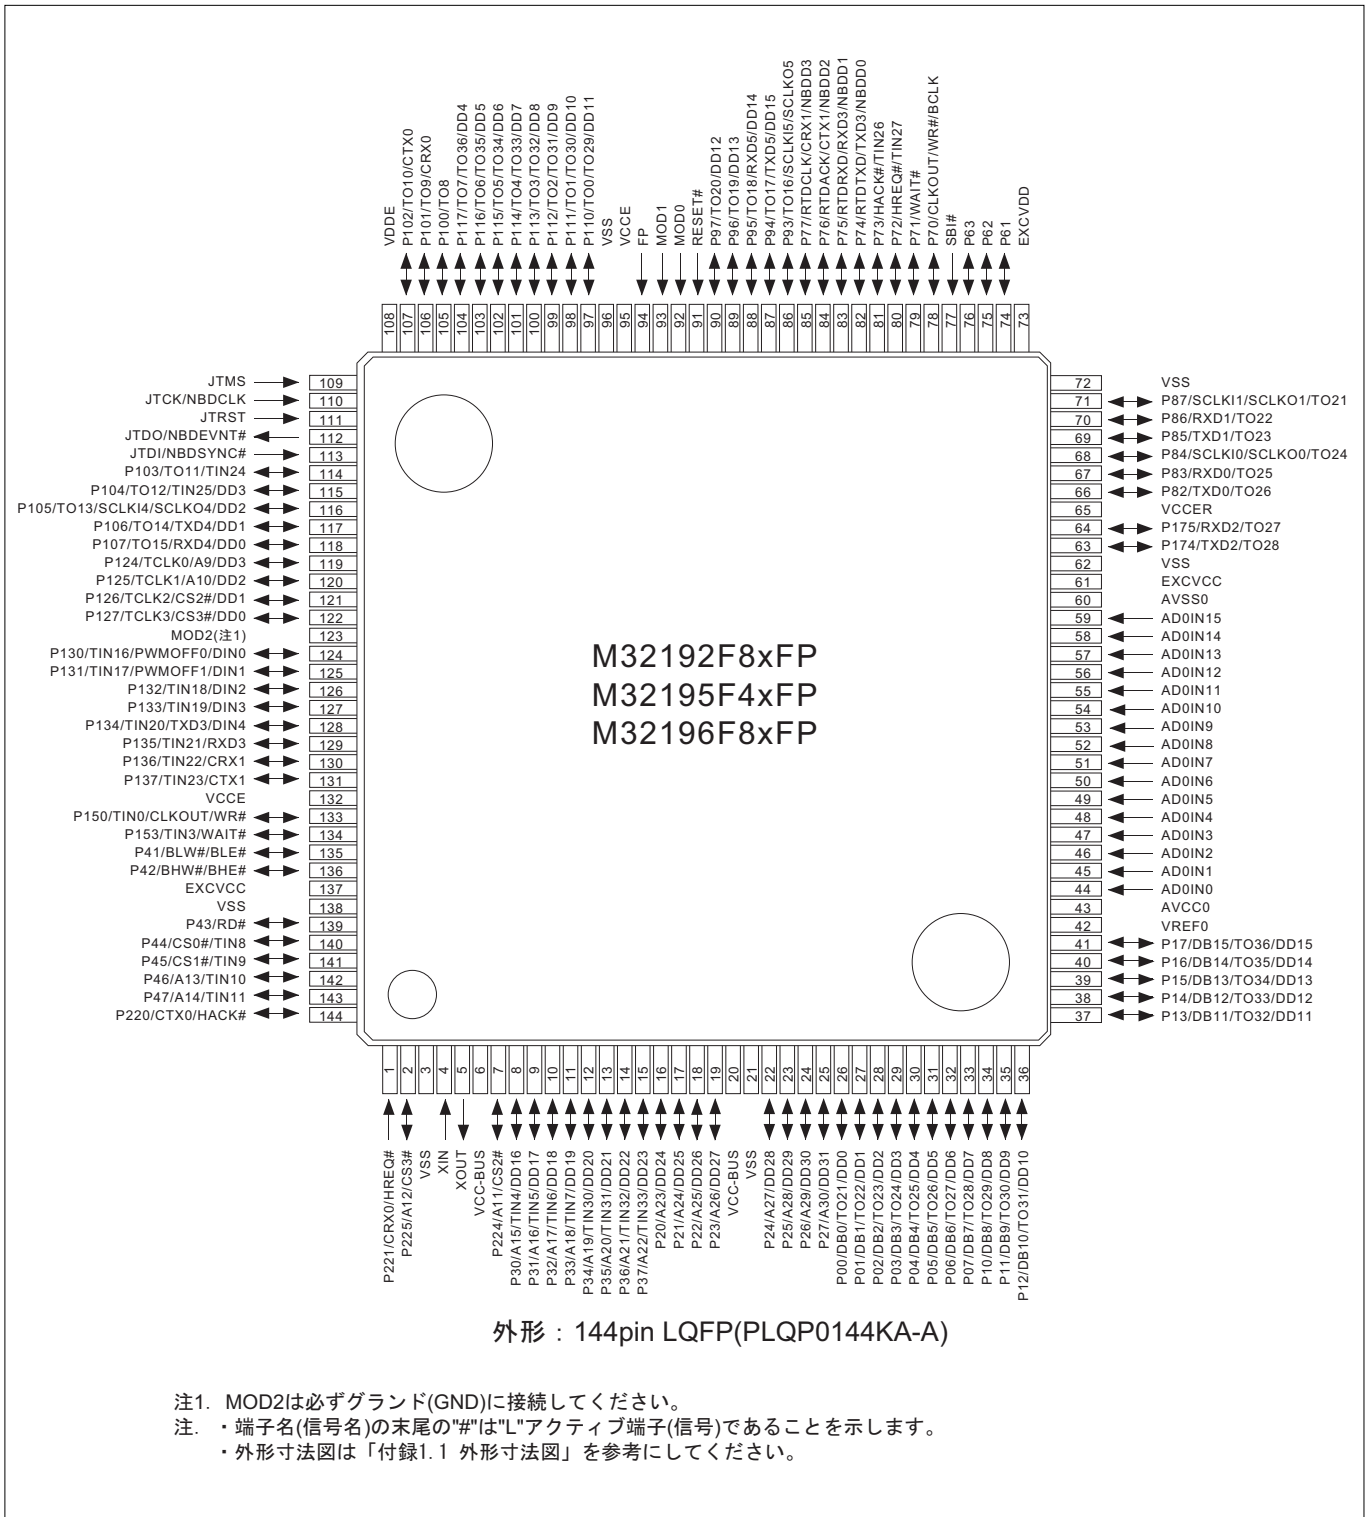 VDDE
P102/TO10/CTX0
P101/TO9/CRX0
P100/TO8
P117/TO7/TO36/DD4
P116/TO6/TO35/DD5
P115/TO5/TO34/DD6
P114/TO4/TO33/DD7
P113/TO3/TO32/DD8
P112/TO2/TO31/DD9
P111/TO1/TO30/DD10
P110/TO0/TO29/DD11
VSS
VCCE
FP
MOD1
MOD0
RESET#
P97/TO20/DD12
P96/TO19/DD13
P95/TO18/RXD5/DD14
P94/TO17/TXD5/DD15
P93/TO16/SCLKI5/SCLKO5
P77/RTDCLK/CRX1/NBDD3
P76/RTDACK/CTX1/NBDD2
P75/RTDRXD/RXD3/NBDD1
P74/RTDTXD/TXD3/NBDD0
P73/HACK#/TIN26
P72/HREQ#/TIN27
P71/WAIT#
P70/CLKOUT/WR#/BCLK
SBI#
P63
P62
P61
EXCVDD
108
107
106
105
104
103
102
101
100
99
98
97
96
95
94
93
92
91
90
89
88
87
86
85
84
83
82
81
80
79
78
77
76
75
74
73
JTMS 109
JTCK/NBDCLK 110
JTRST 111
JTDO/NBDEVNT# 112
JTDI/NBDSYNC# 113
P103/TO11/TIN24 114
P104/TO12/TIN25/DD3 115
P105/TO13/SCLKI4/SCLKO4/DD2 116
P106/TO14/TXD4/DD1 117
P107/TO15/RXD4/DD0 118
P124/TCLK0/A9/DD3 119
P125/TCLK1/A10/DD2 120
P126/TCLK2/CS2#/DD1 121
P127/TCLK3/CS3#/DD0 122
MOD2(注1) 123
P130/TIN16/PWMOFF0/DIN0 124
P131/TIN17/PWMOFF1/DIN1 125
P132/TIN18/DIN2 126
P133/TIN19/DIN3 127
P134/TIN20/TXD3/DIN4 128
P135/TIN21/RXD3 129
P136/TIN22/CRX1 130
P137/TIN23/CTX1 131
VCCE 132
P150/TIN0/CLKOUT/WR# 133
P153/TIN3/WAIT# 134
P41/BLW#/BLE# 135
P42/BHW#/BHE# 136
EXCVCC 137
VSS 138
P43/RD# 139
P44/CS0#/TIN8 140
P45/CS1#/TIN9 141
P46/A13/TIN10 142
P47/A14/TIN11 143
P220/CTX0/HACK# 144
M32192F8xFP
M32195F4xFP
M32196F8xFP
72 VSS
71 P87/SCLKI1/SCLKO1/TO21
70 P86/RXD1/TO22
69 P85/TXD1/TO23
68 P84/SCLKI0/SCLKO0/TO24
67 P83/RXD0/TO25
66 P82/TXD0/TO26
65 VCCER
64 P175/RXD2/TO27
63 P174/TXD2/TO28
62 VSS
61 EXCVCC
60 AVSS0
59 AD0IN15
58 AD0IN14
57 AD0IN13
56 AD0IN12
55 AD0IN11
54 AD0IN10
53 AD0IN9
52 AD0IN8
51 AD0IN7
50 AD0IN6
49 AD0IN5
48 AD0IN4
47 AD0IN3
46 AD0IN2
45 AD0IN1
44 AD0IN0
43 AVCC0
42 VREF0
41 P17/DB15/TO36/DD15
40 P16/DB14/TO35/DD14
39 P15/DB13/TO34/DD13
38 P14/DB12/TO33/DD12
37 P13/DB11/TO32/DD11
1
2
3
4
5
6
7
8
9
10
11
12
13
14
15
16
17
18
19
20
21
22
23
24
25
26
27
28
29
30
31
32
33
34
35
36
P221/CRX0/HREQ#
P225/A12/CS3#
VSS
XIN
XOUT
VCC-BUS
P224/A11/CS2#
P30/A15/TIN4/DD16
P31/A16/TIN5/DD17
P32/A17/TIN6/DD18
P33/A18/TIN7/DD19
P34/A19/TIN30/DD20
P35/A20/TIN31/DD21
P36/A21/TIN32/DD22
P37/A22/TIN33/DD23
P20/A23/DD24
P21/A24/DD25
P22/A25/DD26
P23/A26/DD27
VCC-BUS
VSS
P24/A27/DD28
P25/A28/DD29
P26/A29/DD30
P27/A30/DD31
P00/DB0/TO21/DD0
P01/DB1/TO22/DD1
P02/DB2/TO23/DD2
P03/DB3/TO24/DD3
P04/DB4/TO25/DD4
P05/DB5/TO26/DD5
P06/DB6/TO27/DD6
P07/DB7/TO28/DD7
P10/DB8/TO29/DD8
P11/DB9/TO30/DD9
P12/DB10/TO31/DD10
外形：144pin LQFP(PLQP0144KA-A)
注1. MOD2は必ずグランド(GND)に接続してください。
注. ・端子名(信号名)の末尾の"#"は"L"アクティブ端子(信号)であることを示します。
・外形寸法図は「付録1.1 外形寸法図」を参考にしてください。